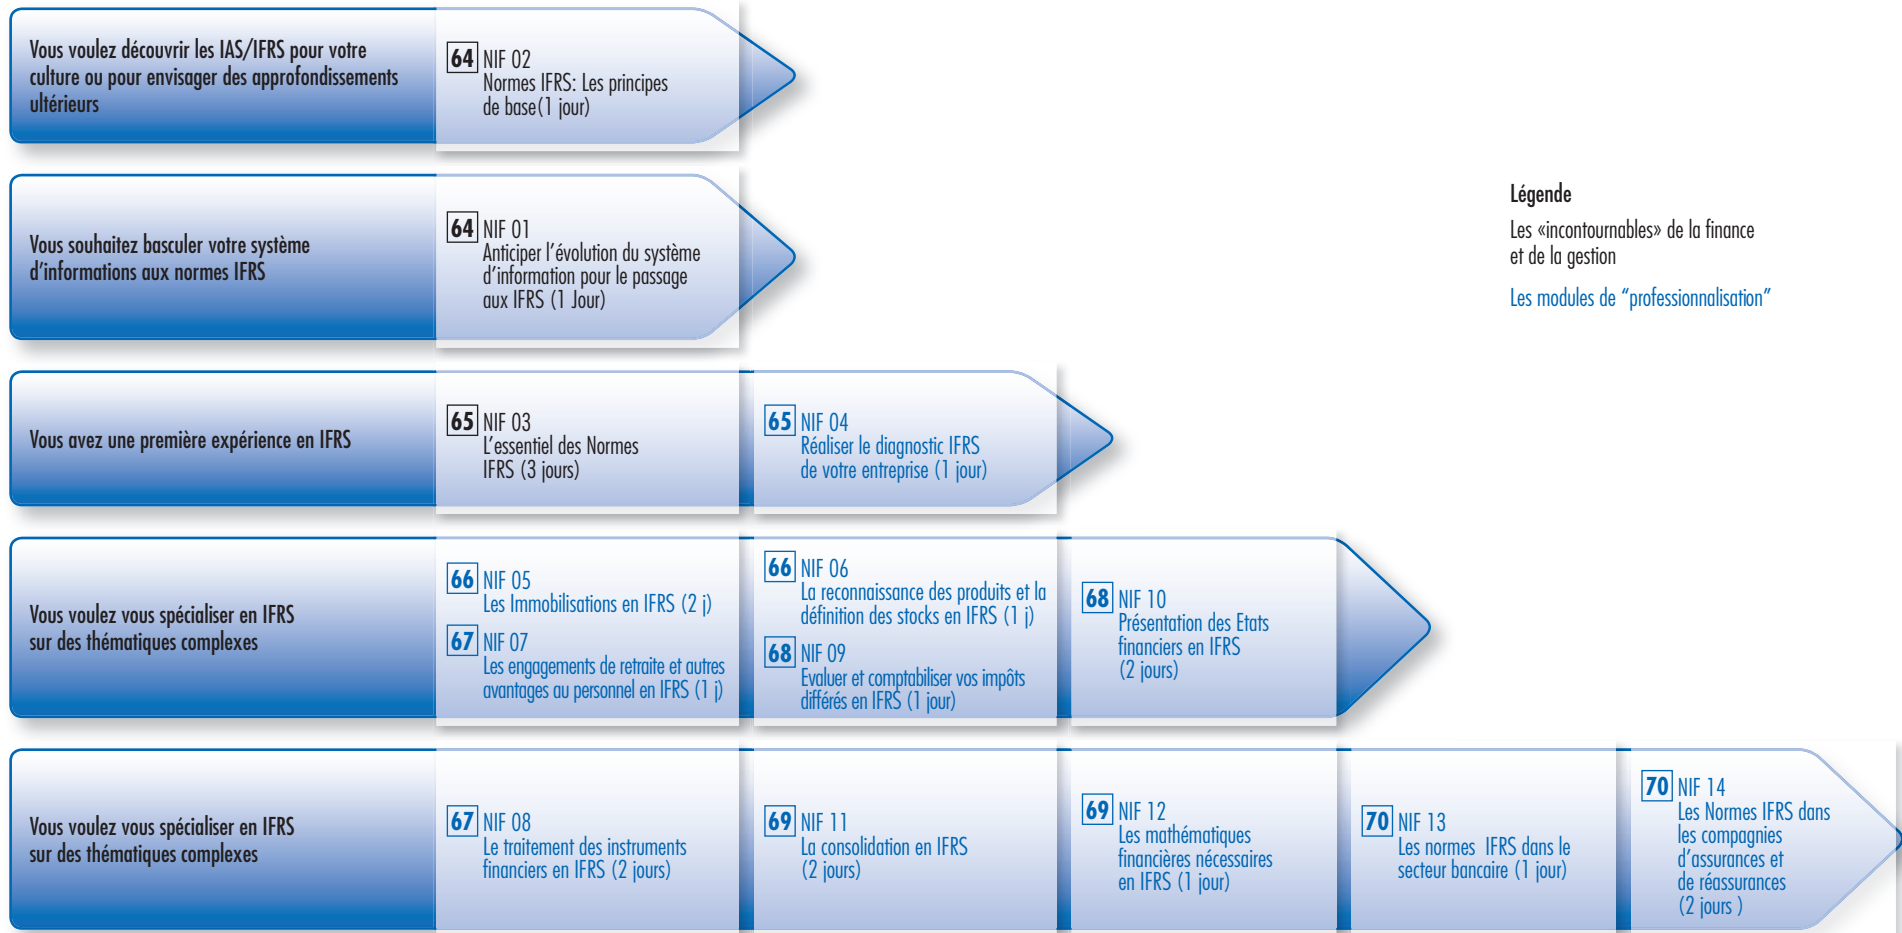 Vous voulez découvrir les IAS/IFRS pour votre
culture ou pour envisager des approfondissements
ultérieurs
64 NIF 02
Normes IFRS: Les principes
de base(1 jour)
Vous souhaitez basculer votre système
d'informations aux normes IFRS
64 NIF 01
Anticiper l'évolution du système
d'information pour le passage
aux IFRS (1 Jour)
Légende
Les «incontournables» de la finance
et de la gestion
Les modules de "professionnalisation"
Vous avez une première expérience en IFRS
65 NIF 03
L'essentiel des Normes
IFRS (3 jours)
65 NIF 04
Réaliser le diagnostic IFRS
de votre entreprise (1 jour)
Vous voulez vous spécialiser en IFRS
sur des thématiques complexes
66 NIF 05
Les Immobilisations en IFRS (2 j)
67 NIF 07
Les engagements de retraite et autres
avantages au personnel en IFRS (1 j)
66 NIF 06
La reconnaissance des produits et la
définition des stocks en IFRS (1 j)
68 NIF 09
Evaluer et comptabiliser vos impôts
différés en IFRS (1 jour)
68 NIF 10
Présentation des Etats
financiers en IFRS
(2 jours)
Vous voulez vous spécialiser en IFRS
sur des thématiques complexes
67 NIF 08
Le traitement des instruments
financiers en IFRS (2 jours)
69 NIF 11
La consolidation en IFRS
(2 jours)
69 NIF 12
Les mathématiques
financières nécessaires
en IFRS (1 jour)
70 NIF 13
Les normes  IFRS dans le
secteur bancaire (1 jour)
70 NIF 14
Les Normes IFRS dans
les compagnies
d'assurances et
de réassurances
(2 jours )